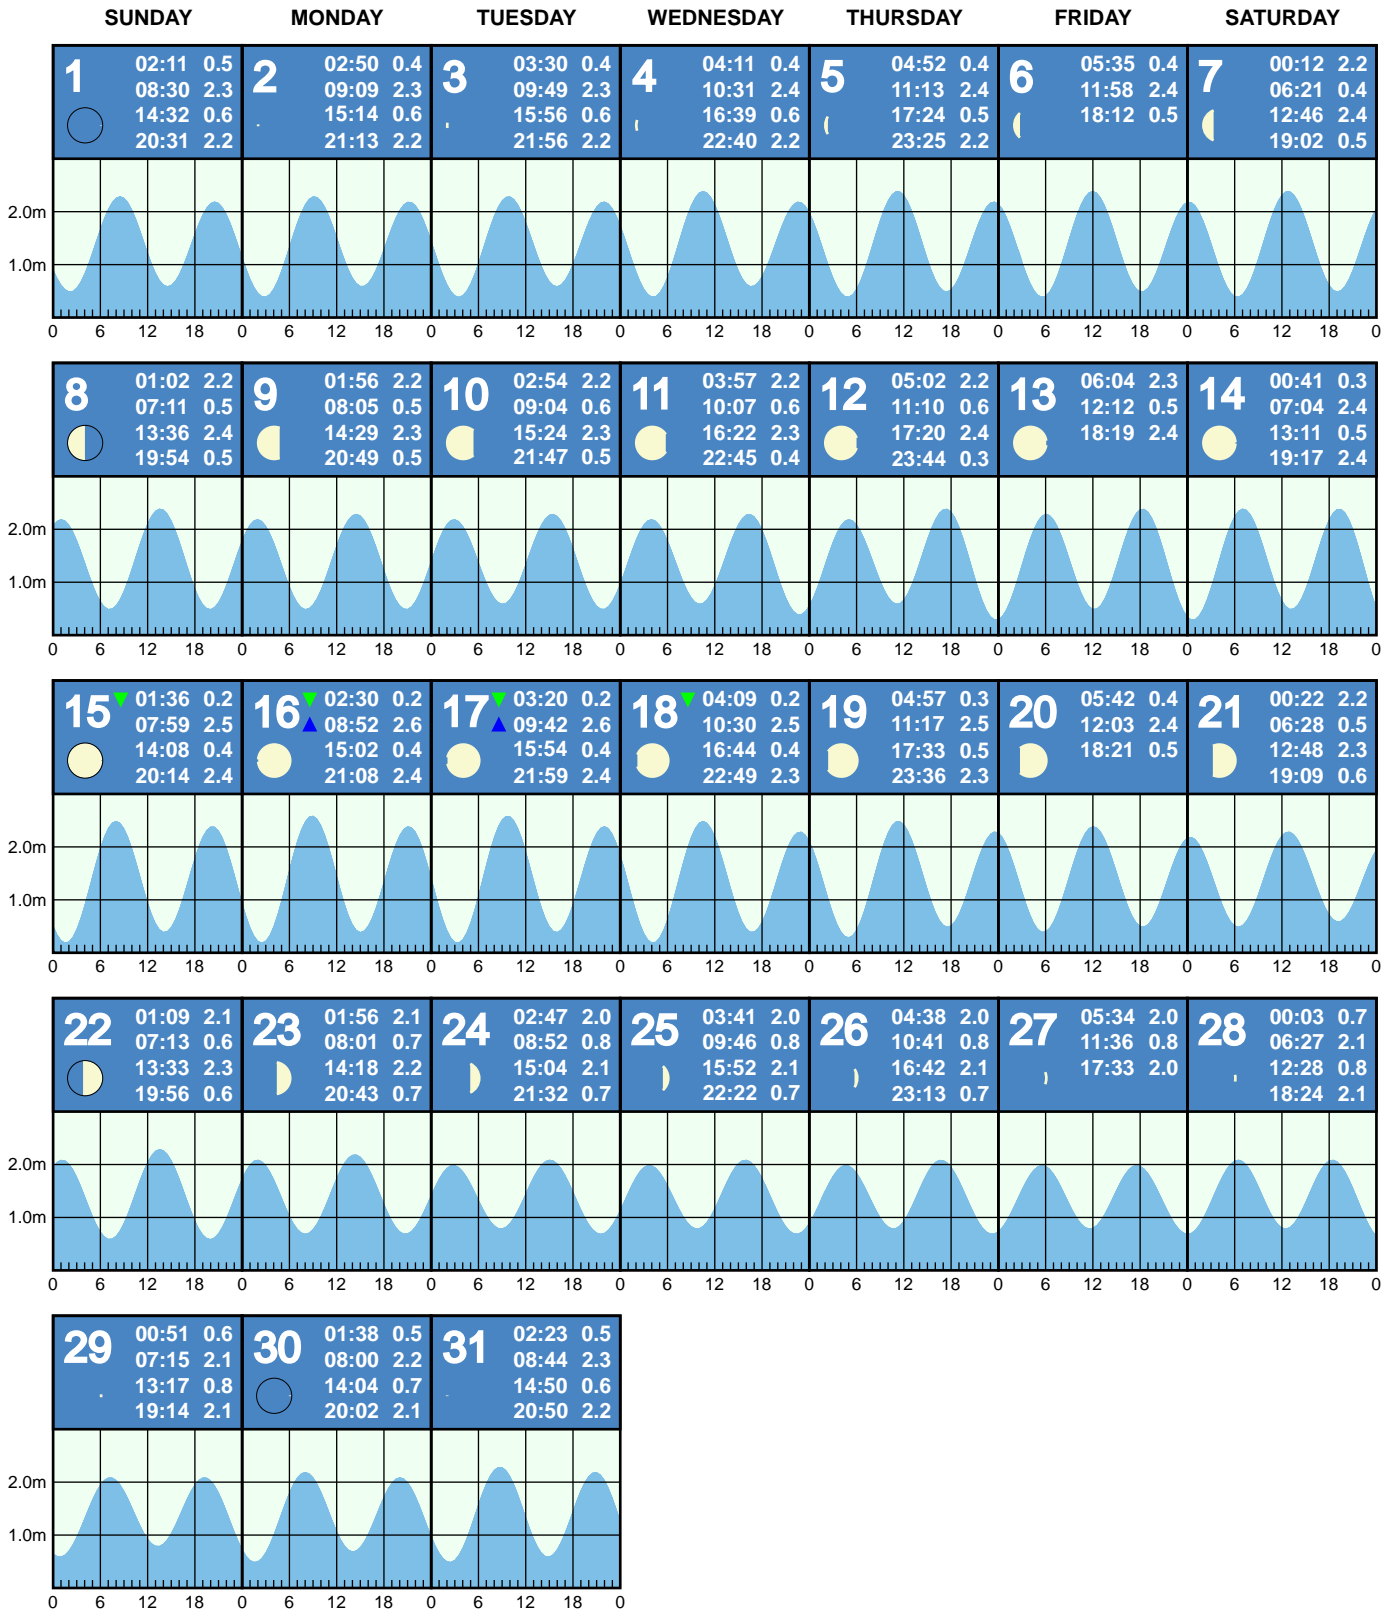 SUNDAY MONDAY TUESDAY WEDNESDAY THURSDAY FRIDAY SATURDAY
1 02:11 0.5
08:30 2.3
14:32 0.6
20:31 2.2
2 02:50 0.4
09:09 2.3
15:14 0.6
21:13 2.2
3 03:30 0.4
09:49 2.3
15:56 0.6
21:56 2.2
4 04:11 0.4
10:31 2.4
16:39 0.6
22:40 2.2
5 04:52 0.4
11:13 2.4
17:24 0.5
23:25 2.2
6 05:35 0.4
11:58 2.4
18:12 0.5
7 00:12 2.2
06:21 0.4
12:46 2.4
19:02 0.5
2.0m
1.0m
0 6 12 18 0 6 12 18 0 6 12 18 0 6 12 18 0 6 12 18 0 6 12 18 0 6 12 18 0
8 01:02 2.2
07:11 0.5
13:36 2.4
19:54 0.5
9 01:56 2.2
08:05 0.5
14:29 2.3
20:49 0.5
10 02:54 2.2
09:04 0.6
15:24 2.3
21:47 0.5
11 03:57 2.2
10:07 0.6
16:22 2.3
22:45 0.4
12 05:02 2.2
11:10 0.6
17:20 2.4
23:44 0.3
13 06:04 2.3
12:12 0.5
18:19 2.4
14 00:41 0.3
07:04 2.4
13:11 0.5
19:17 2.4
2.0m
1.0m
0 6 12 18 0 6 12 18 0 6 12 18 0 6 12 18 0 6 12 18 0 6 12 18 0 6 12 18 0
15 01:36 0.2
07:59 2.5
14:08 0.4
20:14 2.4
16 02:30 0.2
08:52 2.6
15:02 0.4
21:08 2.4
17 03:20 0.2
09:42 2.6
15:54 0.4
21:59 2.4
18 04:09 0.2
10:30 2.5
16:44 0.4
22:49 2.3
19 04:57 0.3
11:17 2.5
17:33 0.5
23:36 2.3
20 05:42 0.4
12:03 2.4
18:21 0.5
21 00:22 2.2
06:28 0.5
12:48 2.3
19:09 0.6
2.0m
1.0m
0 6 12 18 0 6 12 18 0 6 12 18 0 6 12 18 0 6 12 18 0 6 12 18 0 6 12 18 0
22 01:09 2.1
07:13 0.6
13:33 2.3
19:56 0.6
23 01:56 2.1
08:01 0.7
14:18 2.2
20:43 0.7
24 02:47 2.0
08:52 0.8
15:04 2.1
21:32 0.7
25 03:41 2.0
09:46 0.8
15:52 2.1
22:22 0.7
26 04:38 2.0
10:41 0.8
16:42 2.1
23:13 0.7
27 05:34 2.0
11:36 0.8
17:33 2.0
28 00:03 0.7
06:27 2.1
12:28 0.8
18:24 2.1
2.0m
1.0m
0 6 12 18 0 6 12 18 0 6 12 18 0 6 12 18 0 6 12 18 0 6 12 18 0 6 12 18 0
29 00:51 0.6
07:15 2.1
13:17 0.8
19:14 2.1
30 01:38 0.5
08:00 2.2
14:04 0.7
20:02 2.1
31 02:23 0.5
08:44 2.3
14:50 0.6
20:50 2.2
2.0m
1.0m
0 6 12 18 0 6 12 18 0 6 12 18 0